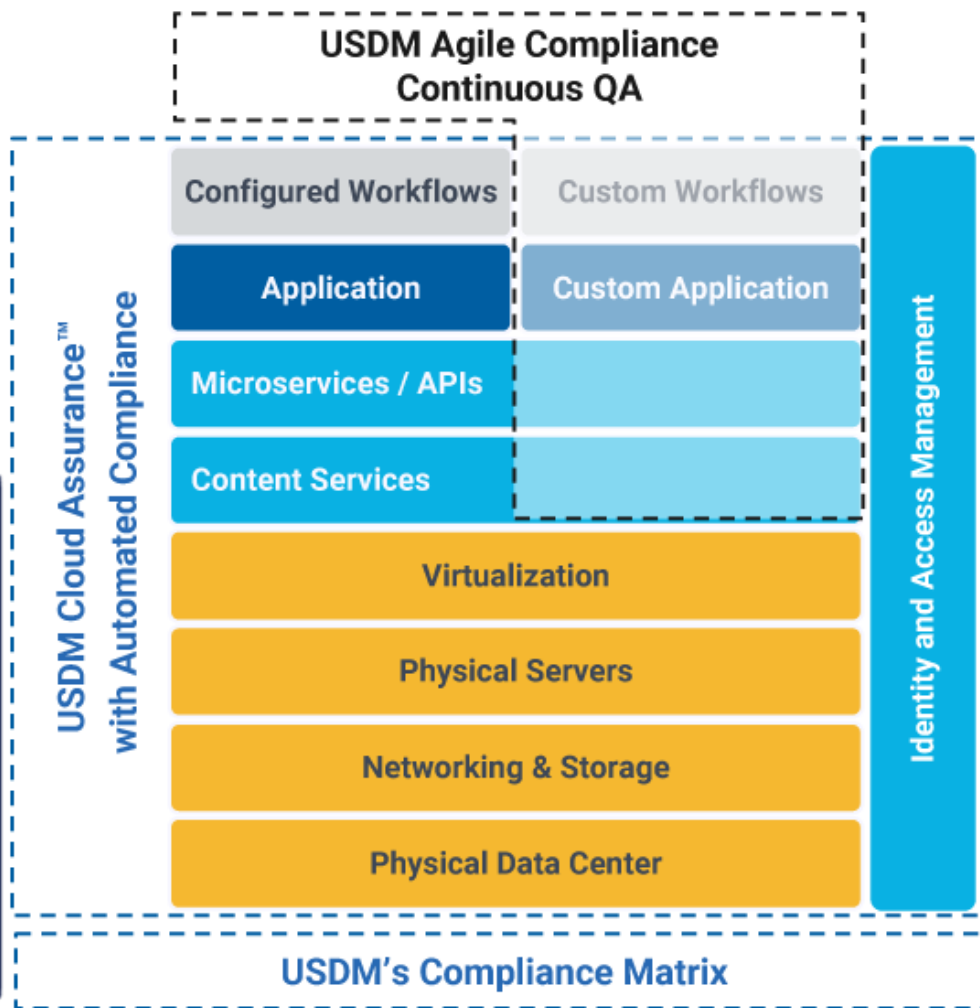 USDM Agile Compliance
Continuous QA
Configured Workflows
Custom Workflows
Application
Custom Application
Microservices / APIs
Content Services
Virtualization
Physical Servers
Networking & Storage
Physical Data Center
USDM Cloud Assurance™
with Automated Compliance
Identity and Access Management
USDM’s Compliance Matrix